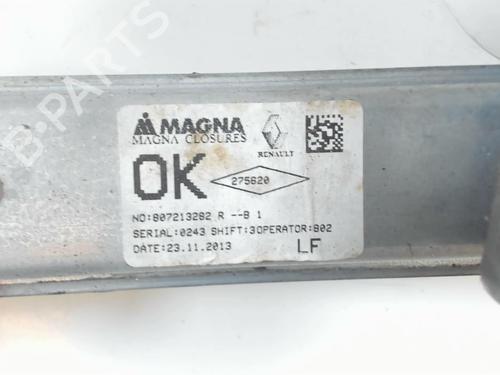 B-PARTS
MAGNA
MAGNA CLOSURES
RENAULT
OK
275620
NO:807213282 R --B 1
SERIAL:0243 SHIFT:3OPERATOR:802
DATE:23.11.2013
LF